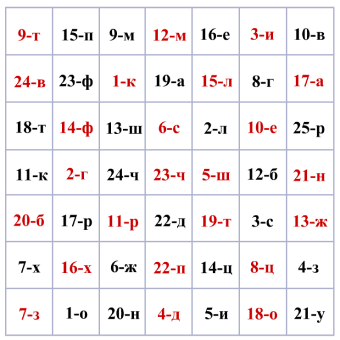 9-т 15-п 9-м 12-м 16-е 3-и 10-в
24-в 23-ф 1-к 19-а 15-л 8-г 17-а
18-т 14-ф 13-ш 6-с 2-л 10-е 25-р
11-к 2-г 24-ч 23-ч 5-ш 12-б 21-н
20-б 17-р 11-р 22-д 19-т 3-с 13-ж
7-х 16-х 6-ж 22-п 14-ц 8-ц 4-з
7-з 1-о 20-н 4-д 5-и 18-о 21-у